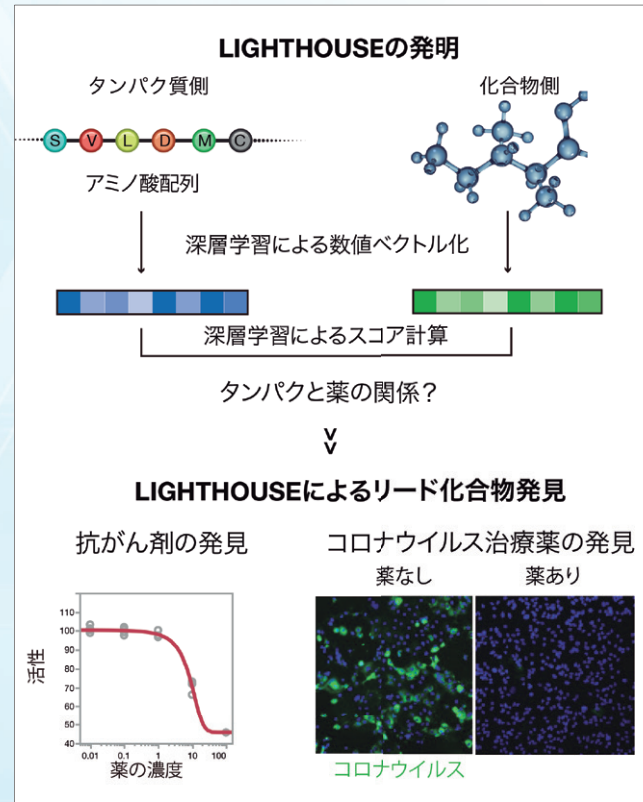 LIGHTHOUSEの発明
タンパク質側
化合物側
S V L D M C
アミノ酸配列
深層学習による数値ベクトル化
深層学習によるスコア計算
タンパクと薬の関係？
LIGHTHOUSEによるリード化合物発見
抗がん剤の発見
コロナウイルス治療薬の発見
薬なし
薬あり
活性
110
100
90
80
70
60
50
40
0.01 0.1 1 10 100
薬の濃度
コロナウイルス